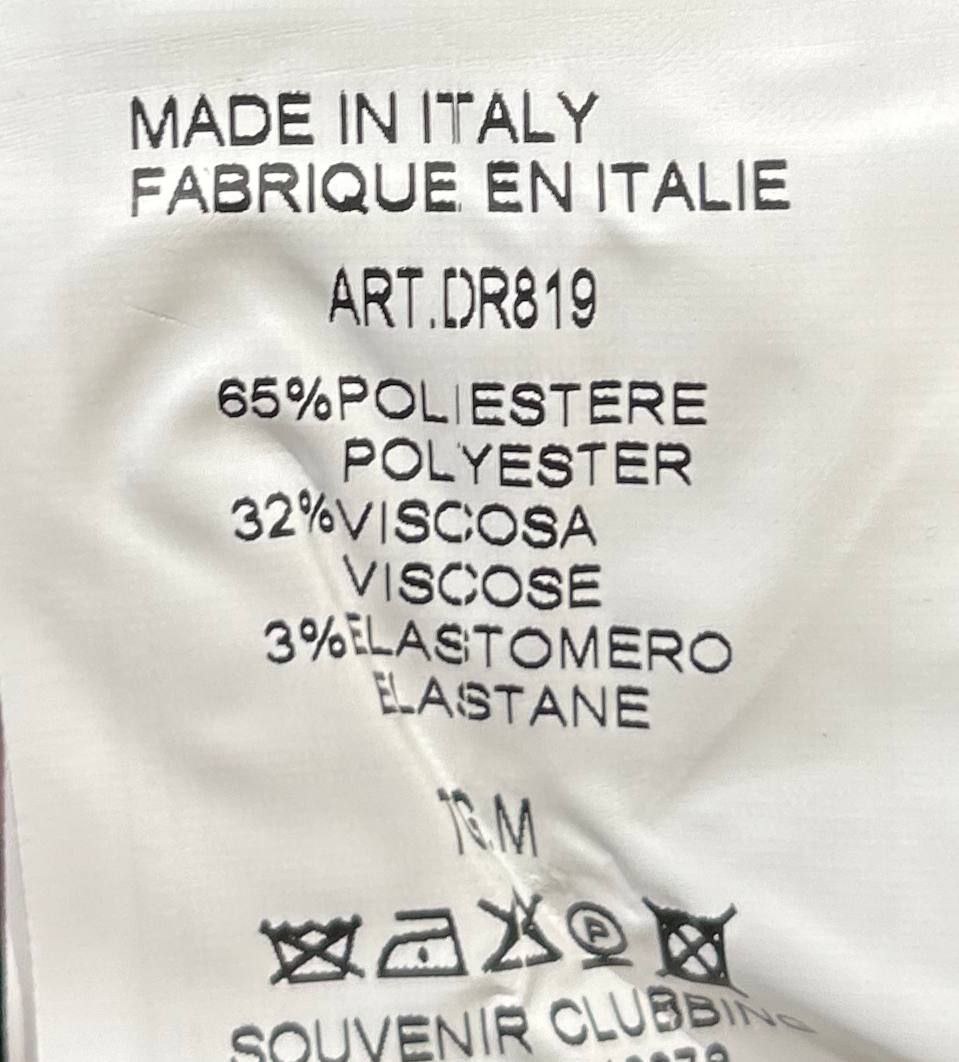 MADE IN ITALY
FABRIQUE EN ITALIE
ART.DR819
65%POLIESTERE
POLYESTER
32%VISCOSA
VISCOSE
3%ELASTOMERO
ELASTANE
TG.M
SOUVENIR CLUBBING